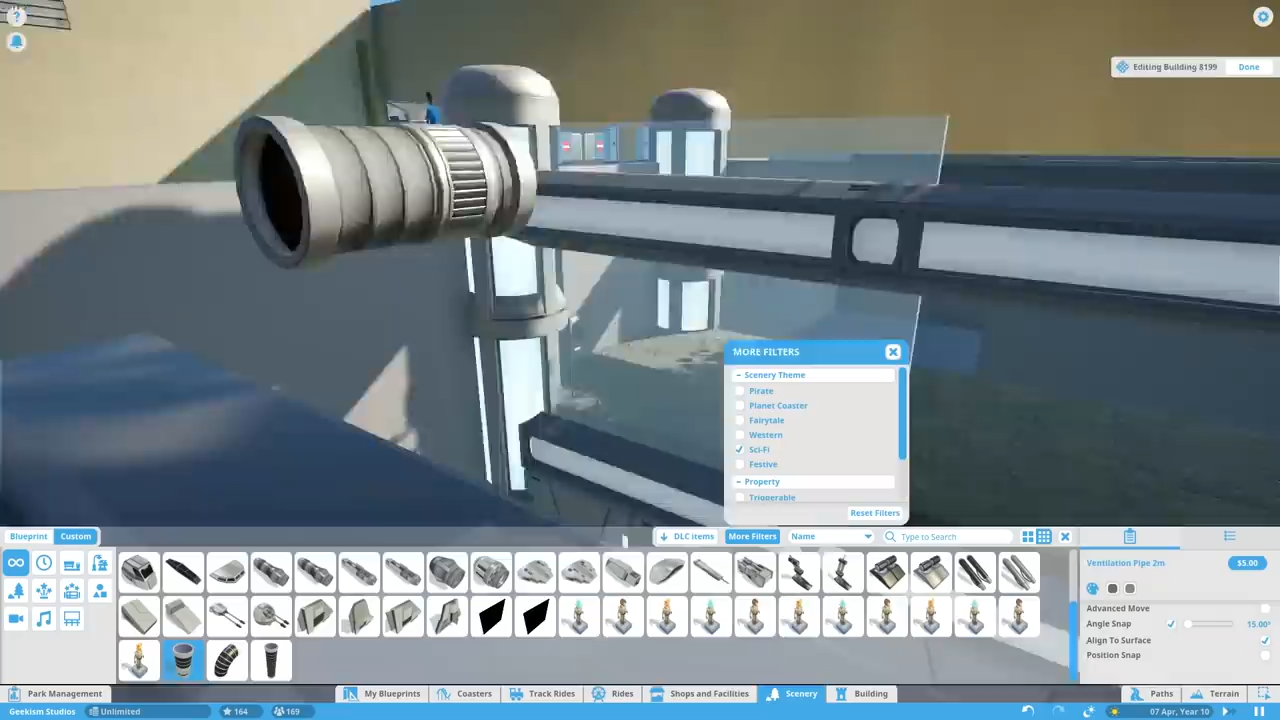 ?
Editing Building 8199 Done
MORE FILTERS
− Scenery Theme
Pirate
Planet Coaster
Fairytale
Western
Sci-Fi
Festive
− Property
Triggerable
Reset Filters
Blueprint Custom
DLC items More Filters Name Type to Search
Ventilation Pipe 2m $5.00
Advanced Move
Angle Snap 15.00°
Align To Surface
Position Snap
Park Management My Blueprints Coasters Track Rides Rides Shops and Facilities Scenery Building Paths Terrain
Geekism Studios Unlimited 164 169 07 Apr, Year 10